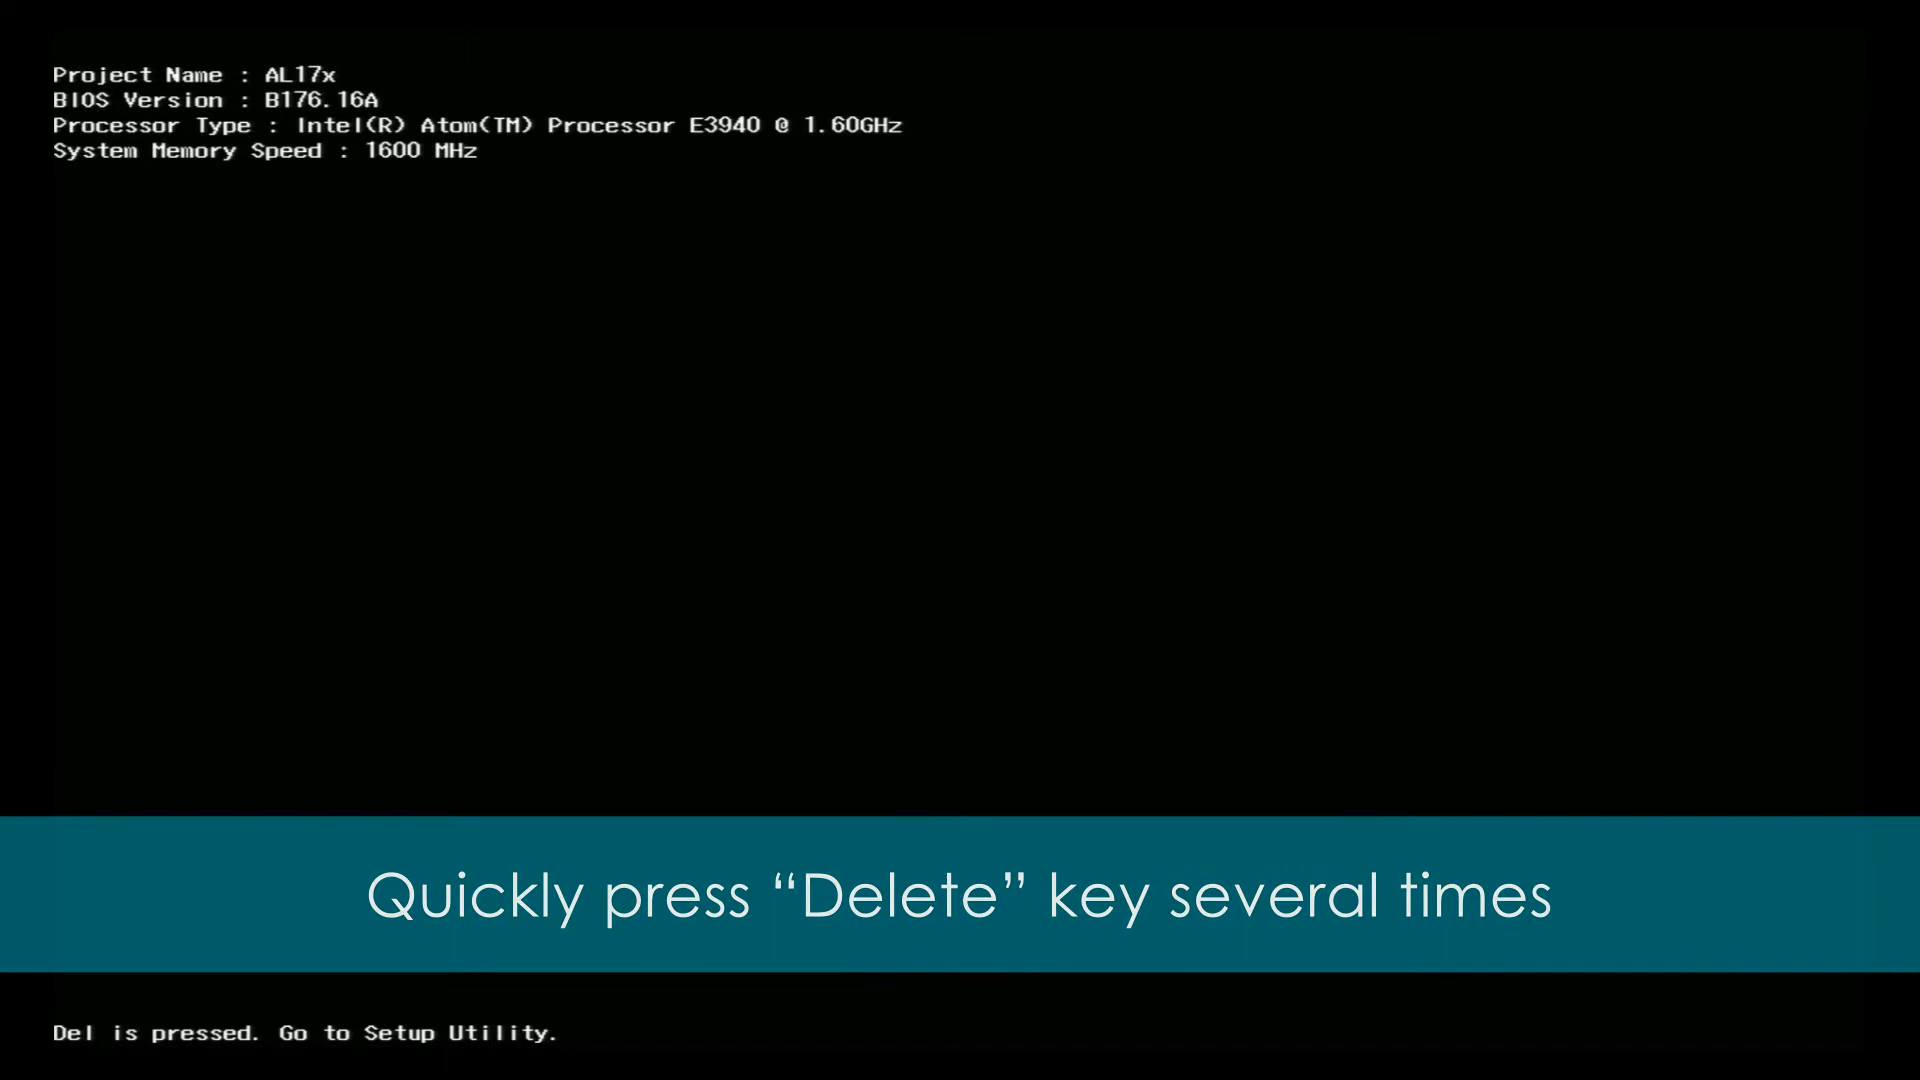 Project Name : AL17x
BIOS Version : B176.16A
Processor Type : Intel(R) Atom(TM) Processor E3940 @ 1.60GHz
System Memory Speed : 1600 MHz
Quickly press “Delete” key several times
Del is pressed. Go to Setup Utility.